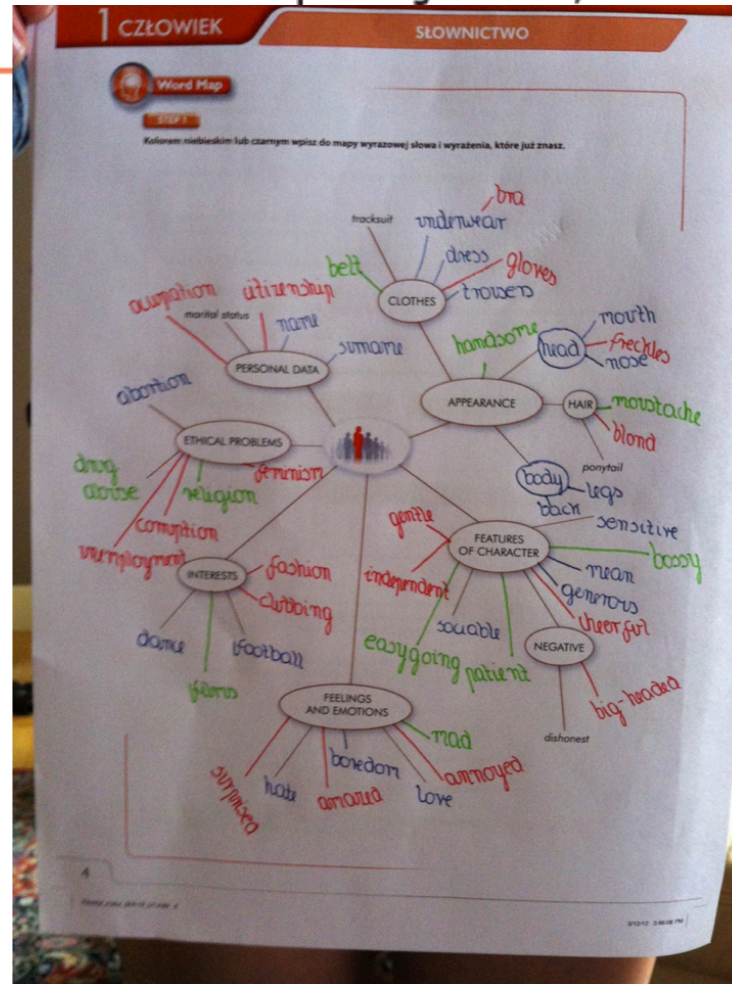 1 CZŁOWIEK
SŁOWNICTWO
Word Map
STEP 1
Kolorem niebieskim lub czarnym wpisz do mapy wyrazowej słowa i wyrażenia, które już znasz.
bra
tracksuit
underwear
belt
dress
gloves
CLOTHES
trousers
ocupation
citizenship
marital status
name
surname
PERSONAL DATA
handsome
head
mouth
freckles
nose
APPEARANCE
HAIR
moustache
blond
ponytail
abortion
ETHICAL PROBLEMS
drug
abuse
religion
feminism
corruption
unemployment
body
legs
back
gentle
independent
FEATURES
OF CHARACTER
sensitive
bossy
mean
generous
cheerful
sociable
easygoing
patient
NEGATIVE
big-headed
dishonest
INTERESTS
fashion
clubbing
dance
football
films
FEELINGS
AND EMOTIONS
mad
annoyed
love
boredom
amazed
hate
surprised
4